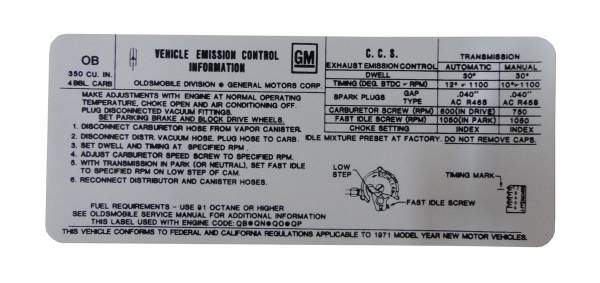 OB
350 CU. IN.
4 BBL. CARB
VEHICLE EMISSION CONTROL
INFORMATION
OLDSMOBILE DIVISION • GENERAL MOTORS CORP.
GM
C. C. S.
EXHAUST EMISSION CONTROL
TRANSMISSION
AUTOMATIC MANUAL
DWELL 30° 30°
TIMING (DEG. BTDC - RPM) 12°-1100 10°-1100
SPARK PLUGS GAP .040" .040"
TYPE AC R46S AC R46S
CARBURETOR SCREW (RPM) 600(IN DRIVE) 750
FAST IDLE SCREW (RPM) 1050(IN PARK) 1050
CHOKE SETTING INDEX INDEX
MAKE ADJUSTMENTS WITH ENGINE AT NORMAL OPERATING
TEMPERATURE, CHOKE OPEN AND AIR CONDITIONING OFF.
PLUG DISCONNECTED VACUUM FITTINGS.
SET PARKING BRAKE AND BLOCK DRIVE WHEELS.
1. DISCONNECT CARBURETOR HOSE FROM VAPOR CANISTER.
2. DISCONNECT DISTR. VACUUM HOSE. PLUG HOSE TO CARB. IDLE MIXTURE PRESET AT FACTORY. DO NOT REMOVE CAPS.
3. SET DWELL AND TIMING AT SPECIFIED RPM.
4. ADJUST CARBURETOR SPEED SCREW TO SPECIFIED RPM.
5. WITH TRANSMISSION IN PARK (OR NEUTRAL), SET FAST IDLE
TO SPECIFIED RPM ON LOW STEP OF CAM.
6. RECONNECT DISTRIBUTOR AND CANISTER HOSES.
LOW
STEP
FAST IDLE SCREW
TIMING MARK
FUEL REQUIREMENTS - USE 91 OCTANE OR HIGHER
SEE OLDSMOBILE SERVICE MANUAL FOR ADDITIONAL INFORMATION
THIS LABEL USED WITH ENGINE CODE: QB•QN•QO•QP
THIS VEHICLE CONFORMS TO FEDERAL AND CALIFORNIA REGULATIONS APPLICABLE TO 1971 MODEL YEAR NEW MOTOR VEHICLES.